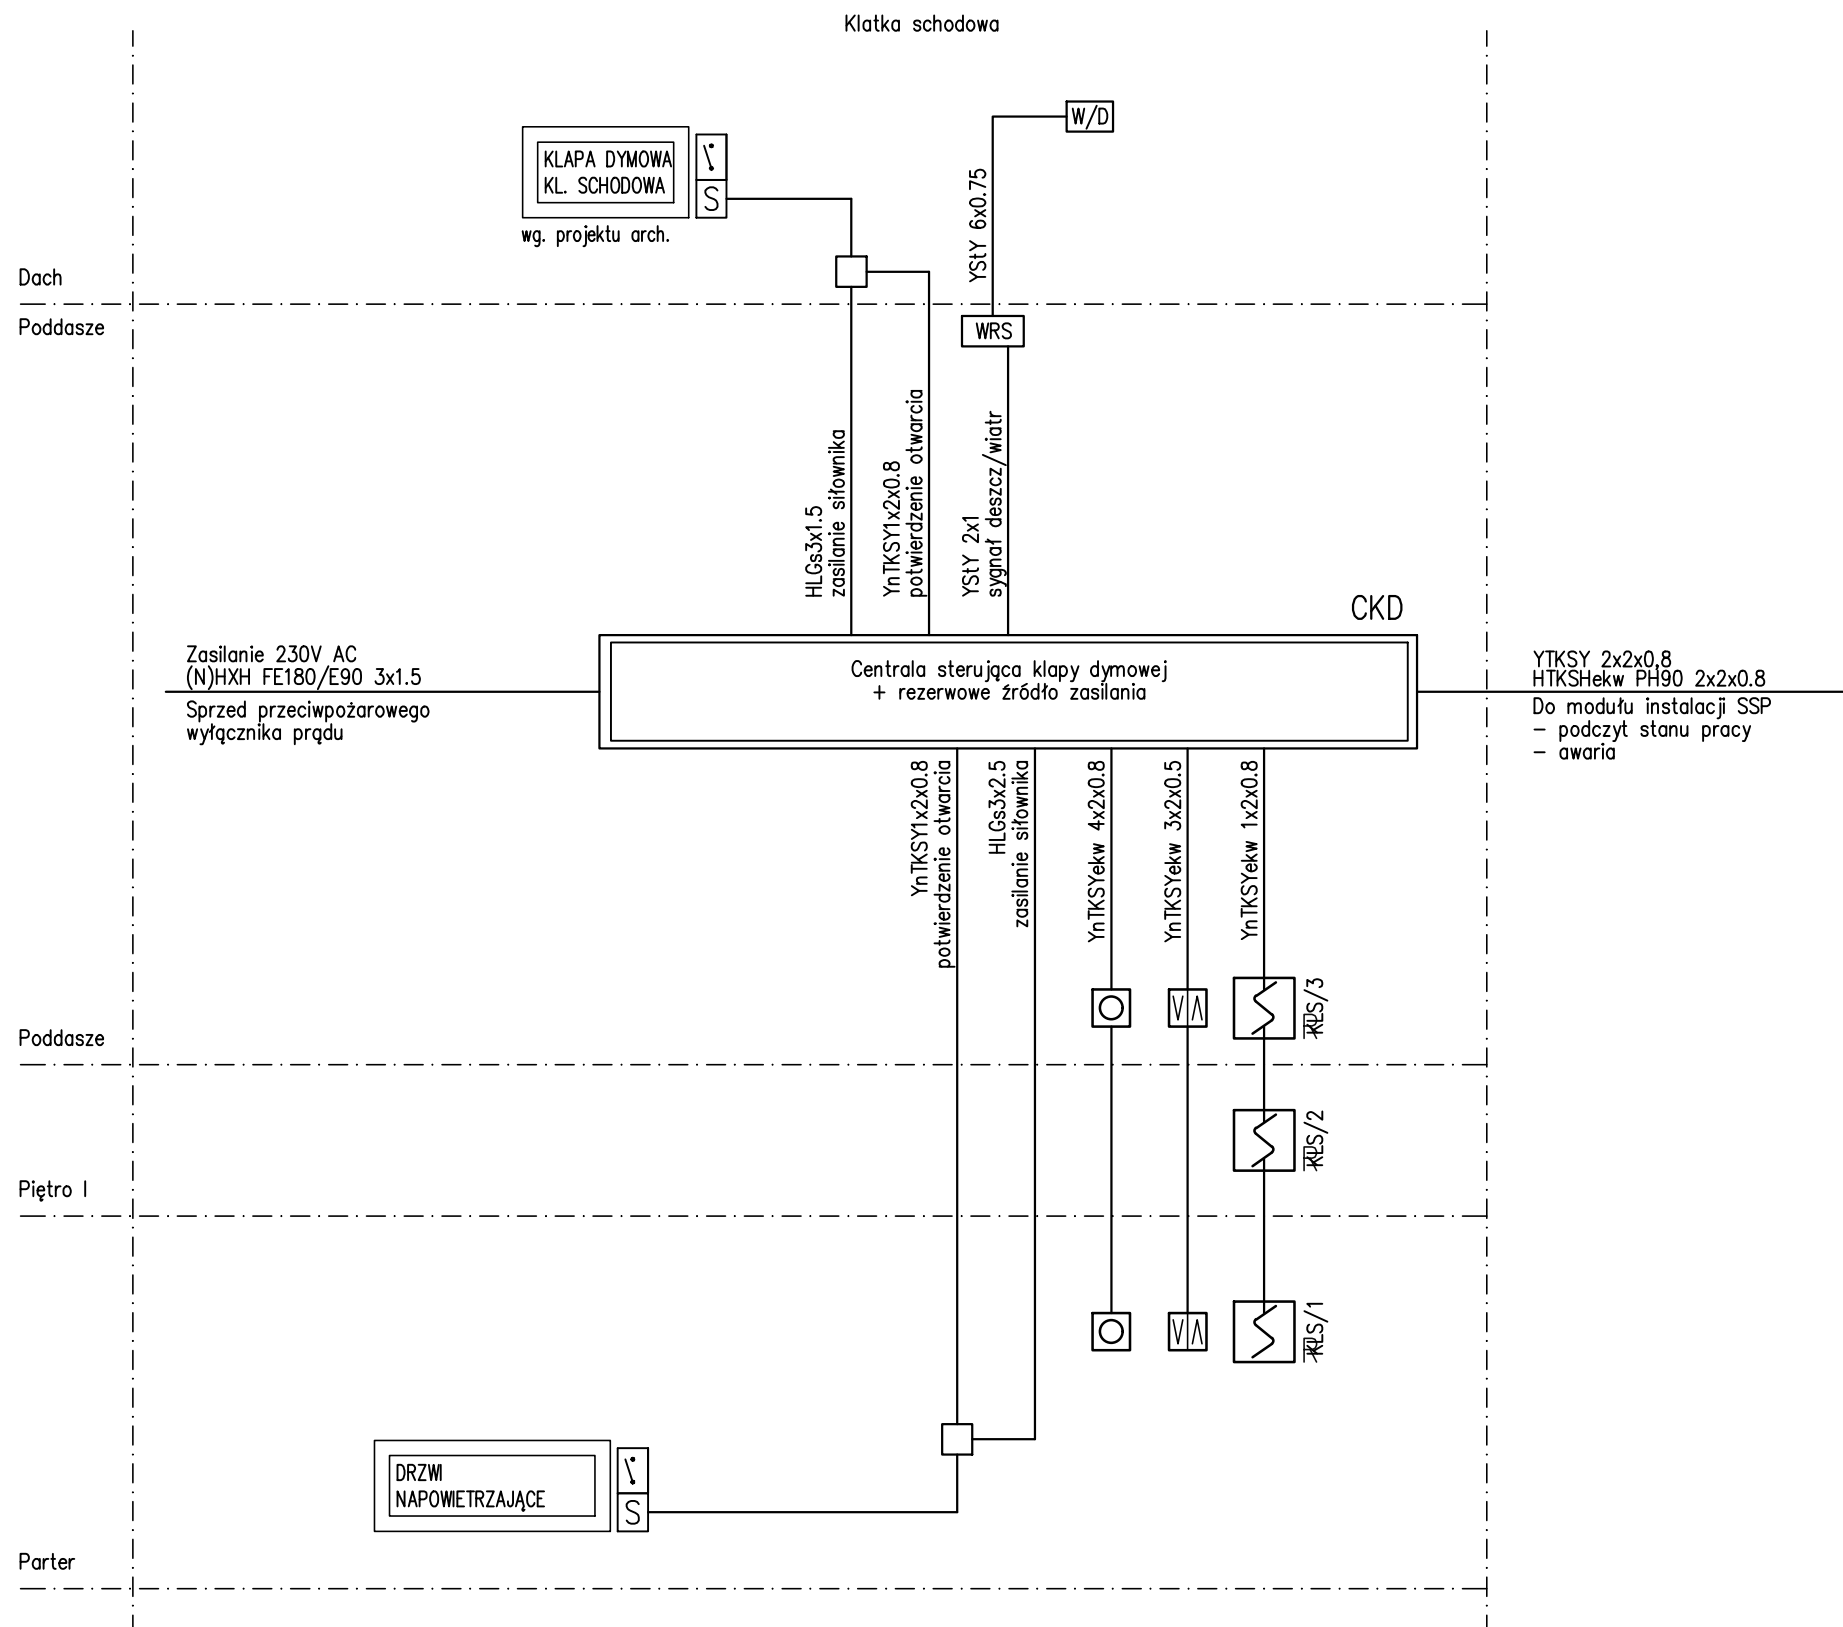 Klatka schodowa
W/D
KLAPA DYMOWA
KL. SCHODOWA
S
wg. projektu arch.
YStY 6x0.75
Dach
Poddasze
WRS
HLGs3x1.5
zasilanie siłownika
YnTKSY1x2x0.8
potwierdzenie otwarcia
YStY 2x1
sygnał deszcz/wiatr
CKD
Zasilanie 230V AC
(N)HXH FE180/E90 3x1.5
Sprzed przeciwpożarowego
wyłącznika prądu
Centrala sterująca klapy dymowej
+ rezerwowe źródło zasilania
YTKSY 2x2x0,8
HTKSHekw PH90 2x2x0.8
Do modułu instalacji SSP
- podczyt stanu pracy
- awaria
YnTKSY1x2x0.8
potwierdzenie otwarcia
HLGs3x2.5
zasilanie siłownika
YnTKSYekw 4x2x0.8
YnTKSYekw 3x2x0.5
YnTKSYekw 1x2x0.8
KLS/3
Poddasze
KLS/2
Piętro I
KLS/1
DRZWI
NAPOWIETRZAJĄCE
S
Parter